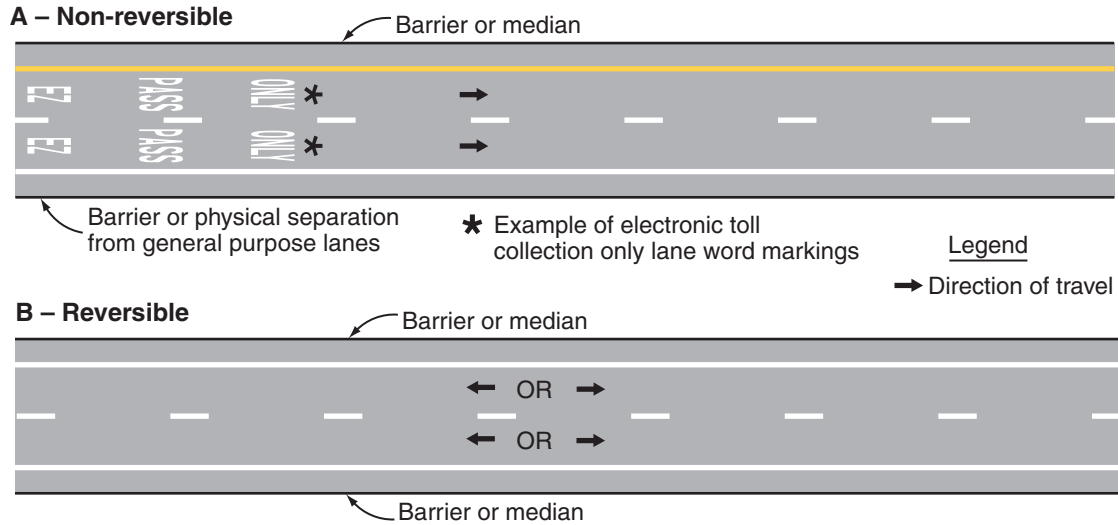 A – Non-reversible
Barrier or median
EZ PASS ONLY *
EZ PASS ONLY *
Barrier or physical separation
from general purpose lanes
* Example of electronic toll
collection only lane word markings
Legend
Direction of travel
B – Reversible
Barrier or median
OR
OR
Barrier or median